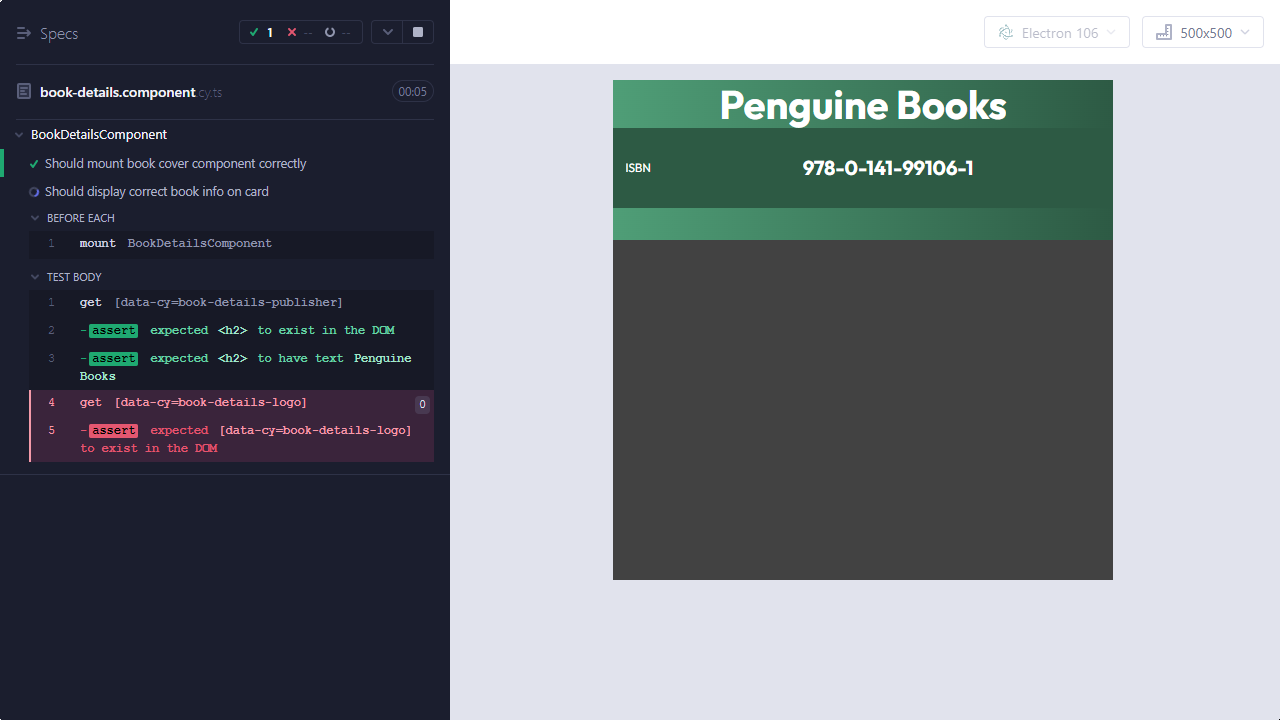 Specs
1
--
--
Electron 106
500x500
book-details.component.cy.ts
00:05
BookDetailsComponent
Should mount book cover component correctly
Should display correct book info on card
BEFORE EACH
1 mount BookDetailsComponent
TEST BODY
1 get [data-cy=book-details-publisher]
2 -assert expected <h2> to exist in the DOM
3 -assert expected <h2> to have text Penguine
Books
4 get [data-cy=book-details-logo] 0
5 -assert expected [data-cy=book-details-logo]
to exist in the DOM
Penguine Books
ISBN 978-0-141-99106-1